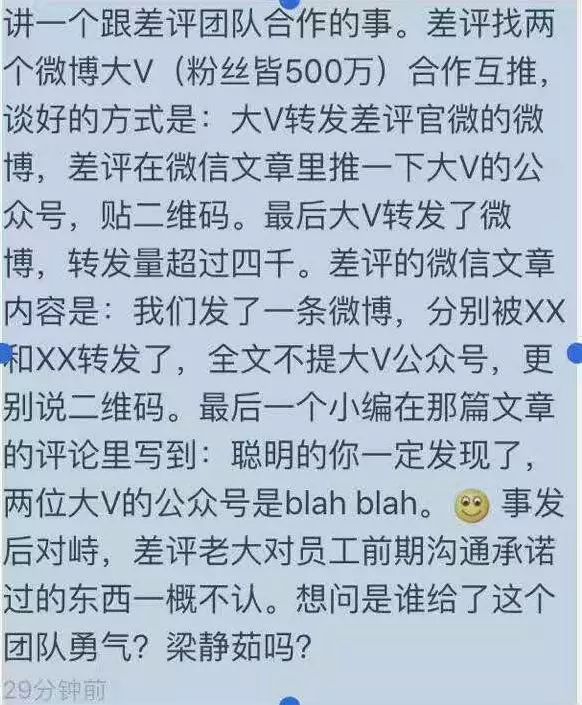 讲一个跟差评团队合作的事。差评找两
个微博大V（粉丝皆500万）合作互推，
谈好的方式是：大V转发差评官微的微
博，差评在微信文章里推一下大V的公
众号，贴二维码。最后大V转发了微
博，转发量超过四千。差评的微信文章
内容是：我们发了一条微博，分别被XX
和XX转发了，全文不提大V公众号，更
别说二维码。最后一个小编在那篇文章
的评论里写到：聪明的你一定发现了，
两位大V的公众号是blah blah。 事发
后对峙，差评老大对员工前期沟通承诺
过的东西一概不认。想问是谁给了这个
团队勇气？梁静茹吗？
29分钟前